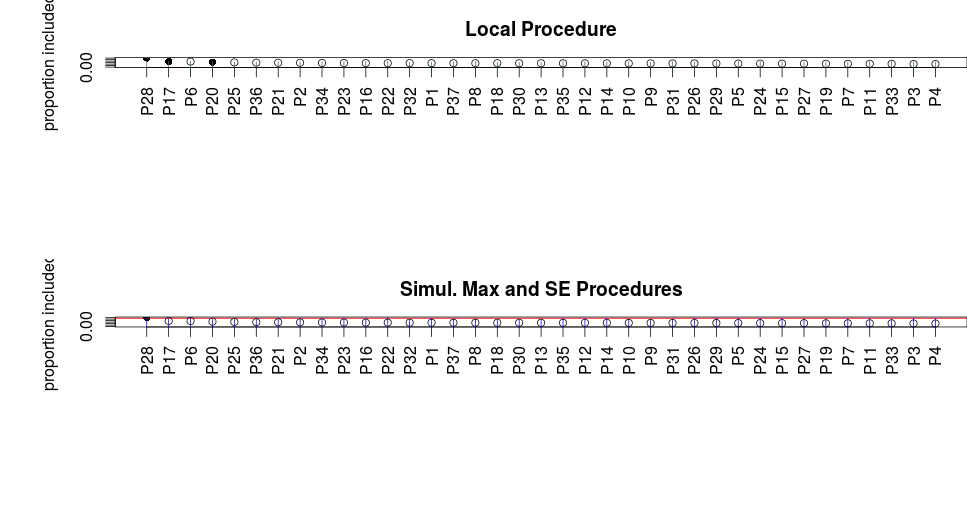 Local Procedure
proportion included
0.00
P28 P17 P6 P20 P25 P36 P21 P2 P34 P23 P16 P22 P32 P1 P37 P8 P18 P30 P13 P35 P12 P14 P10 P9 P31 P26 P29 P5 P24 P15 P27 P19 P7 P11 P33 P3 P4
Simul. Max and SE Procedures
proportion included
0.00
P28 P17 P6 P20 P25 P36 P21 P2 P34 P23 P16 P22 P32 P1 P37 P8 P18 P30 P13 P35 P12 P14 P10 P9 P31 P26 P29 P5 P24 P15 P27 P19 P7 P11 P33 P3 P4